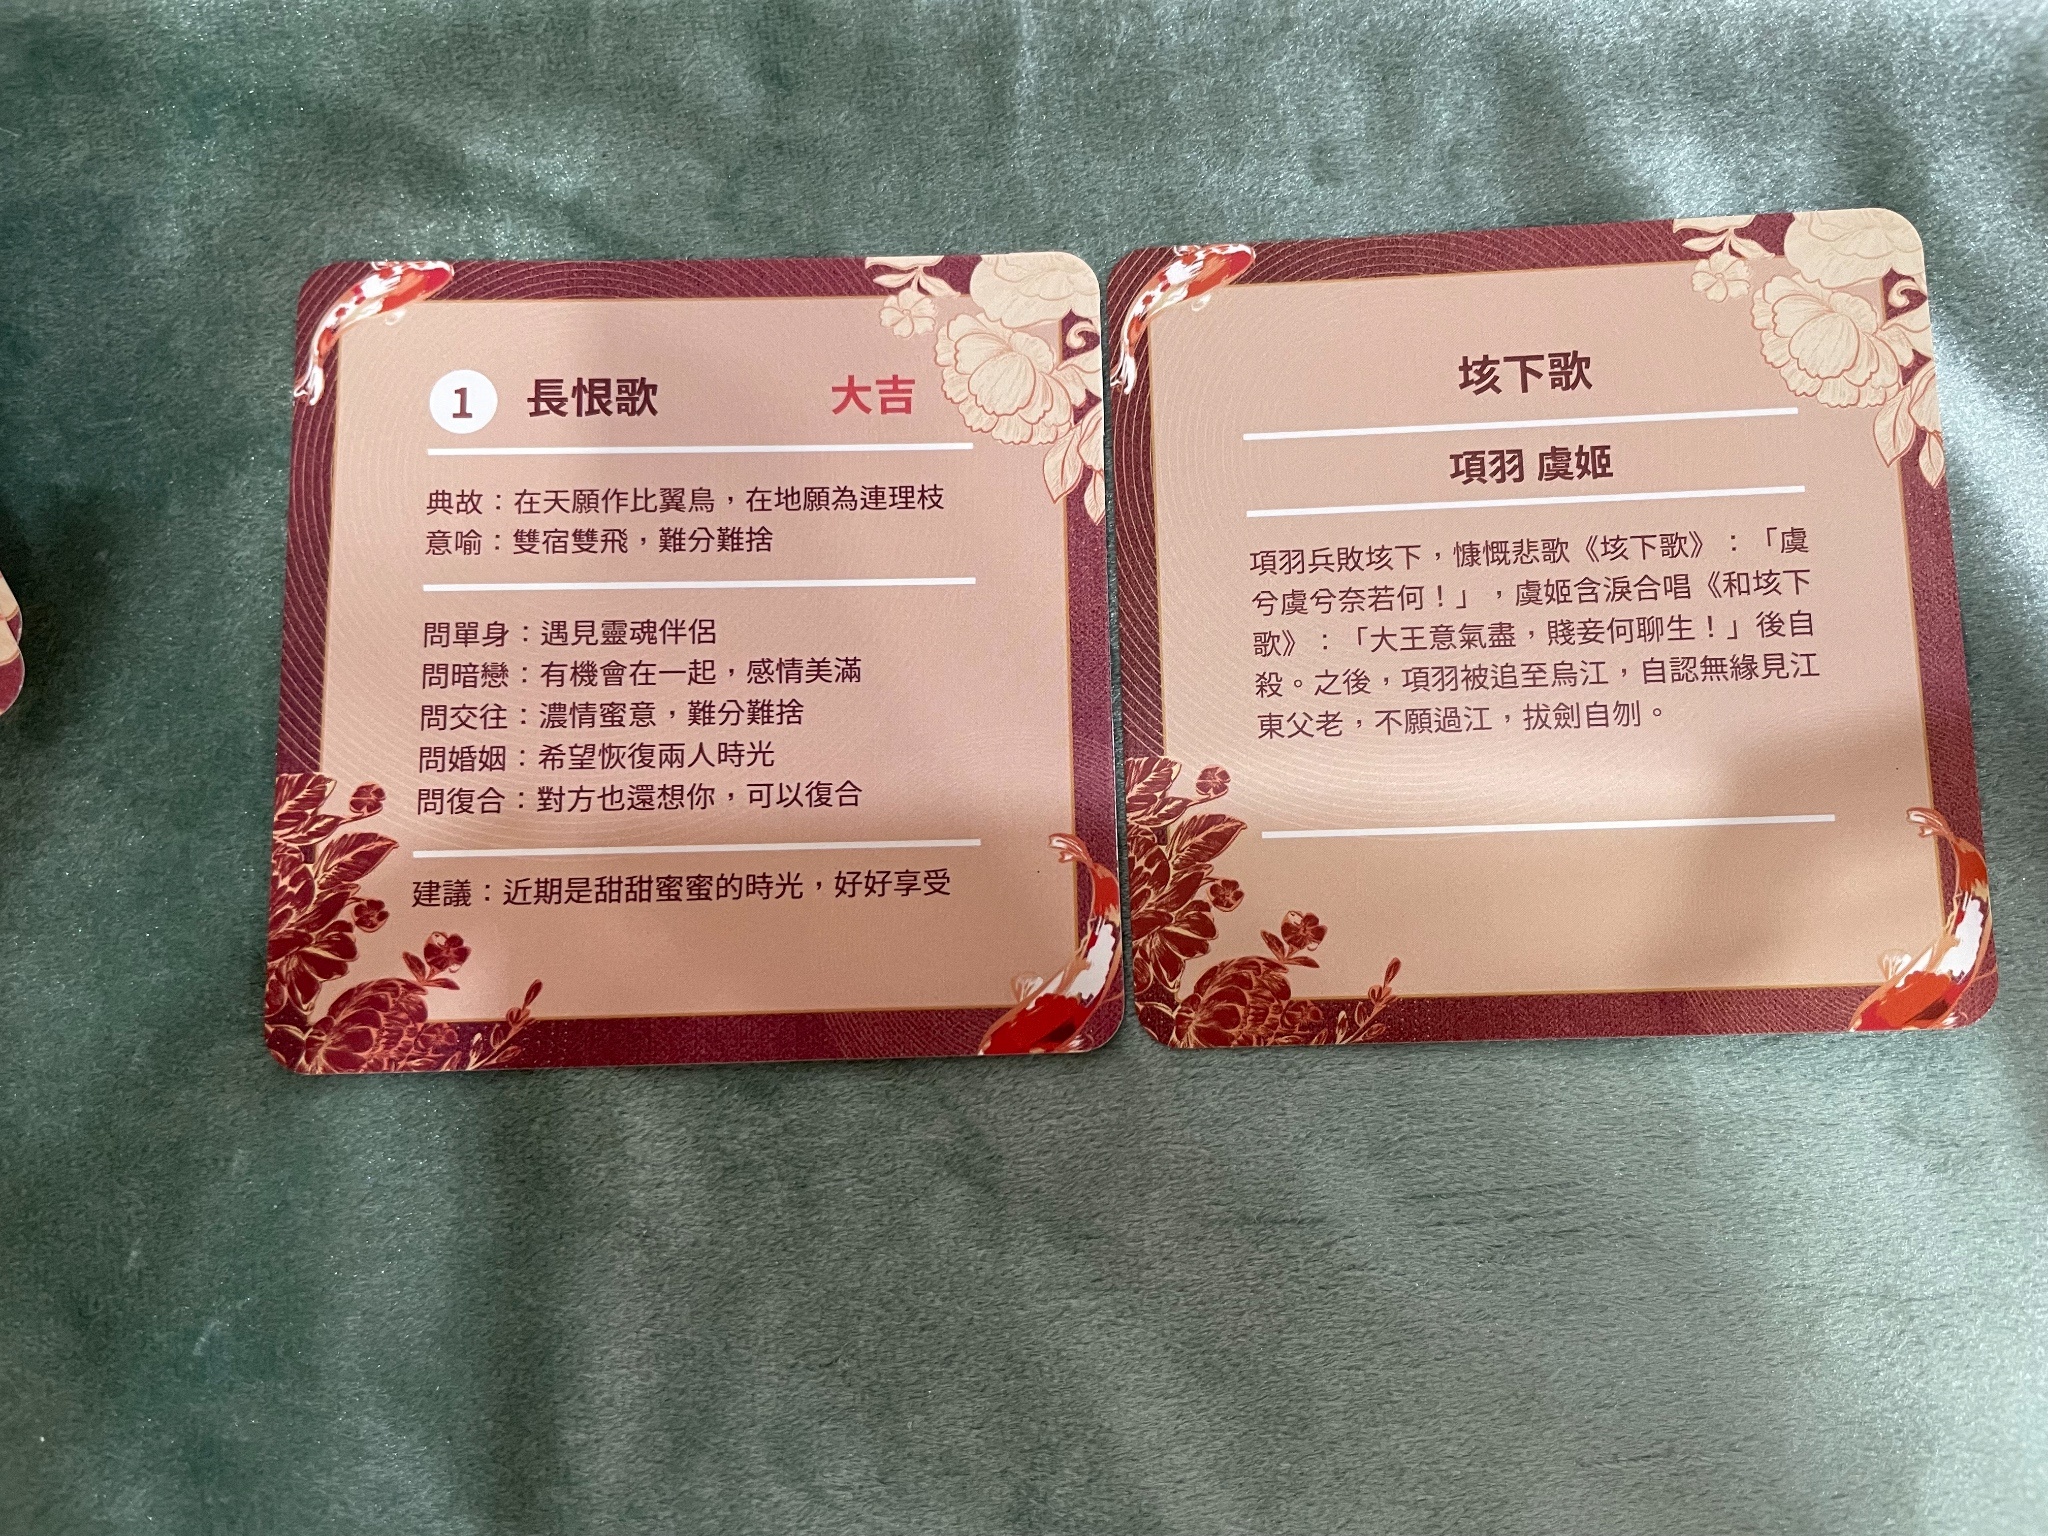 1 長恨歌 大吉
典故：在天願作比翼鳥，在地願為連理枝
意喻：雙宿雙飛，難分難捨
問單身：遇見靈魂伴侶
問暗戀：有機會在一起，感情美滿
問交往：濃情蜜意，難分難捨
問婚姻：希望恢復兩人時光
問復合：對方也還想你，可以復合
建議：近期是甜甜蜜蜜的時光，好好享受
垓下歌
項羽 虞姬
項羽兵敗垓下，慷慨悲歌《垓下歌》：「虞
兮虞兮奈若何！」，虞姬含淚合唱《和垓下
歌》：「大王意氣盡，賤妾何聊生！」後自
殺。之後，項羽被追至烏江，自認無緣見江
東父老，不願過江，拔劍自刎。